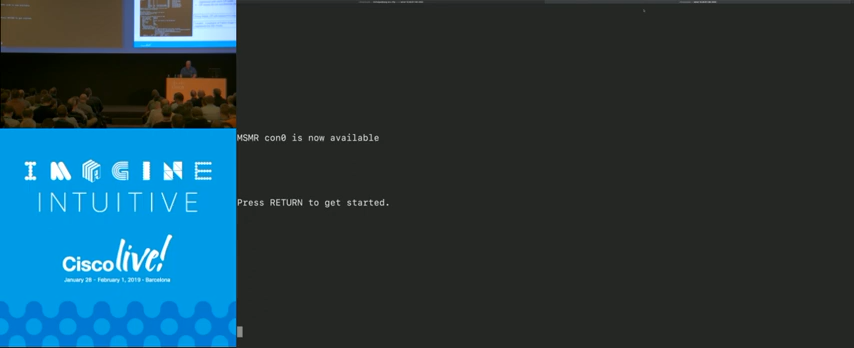 MSMR con0 is now available
Press RETURN to get started.
IMAGINE
INTUITIVE
Cisco live!
January 28 - February 1, 2019 · Barcelona